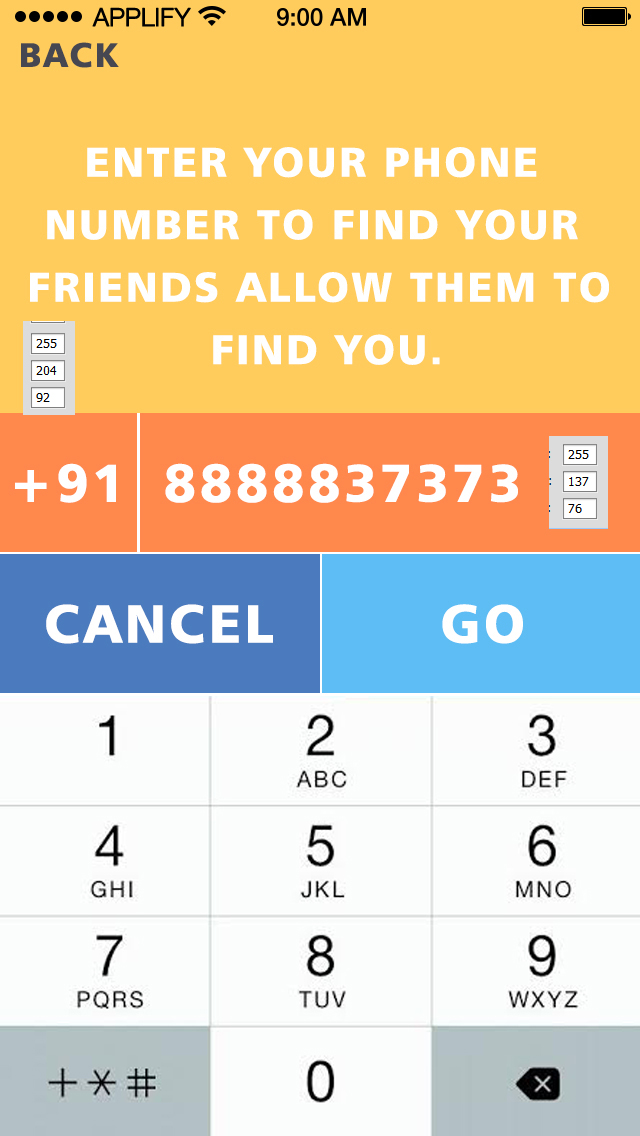 APPLIFY 9:00 AM
BACK
ENTER YOUR PHONE
NUMBER TO FIND YOUR
FRIENDS ALLOW THEM TO
FIND YOU.
255
204
92
+91 8888837373
: 255
: 137
: 76
CANCEL GO
1 2 3
ABC DEF
4 5 6
GHI JKL MNO
7 8 9
PQRS TUV WXYZ
+*# 0